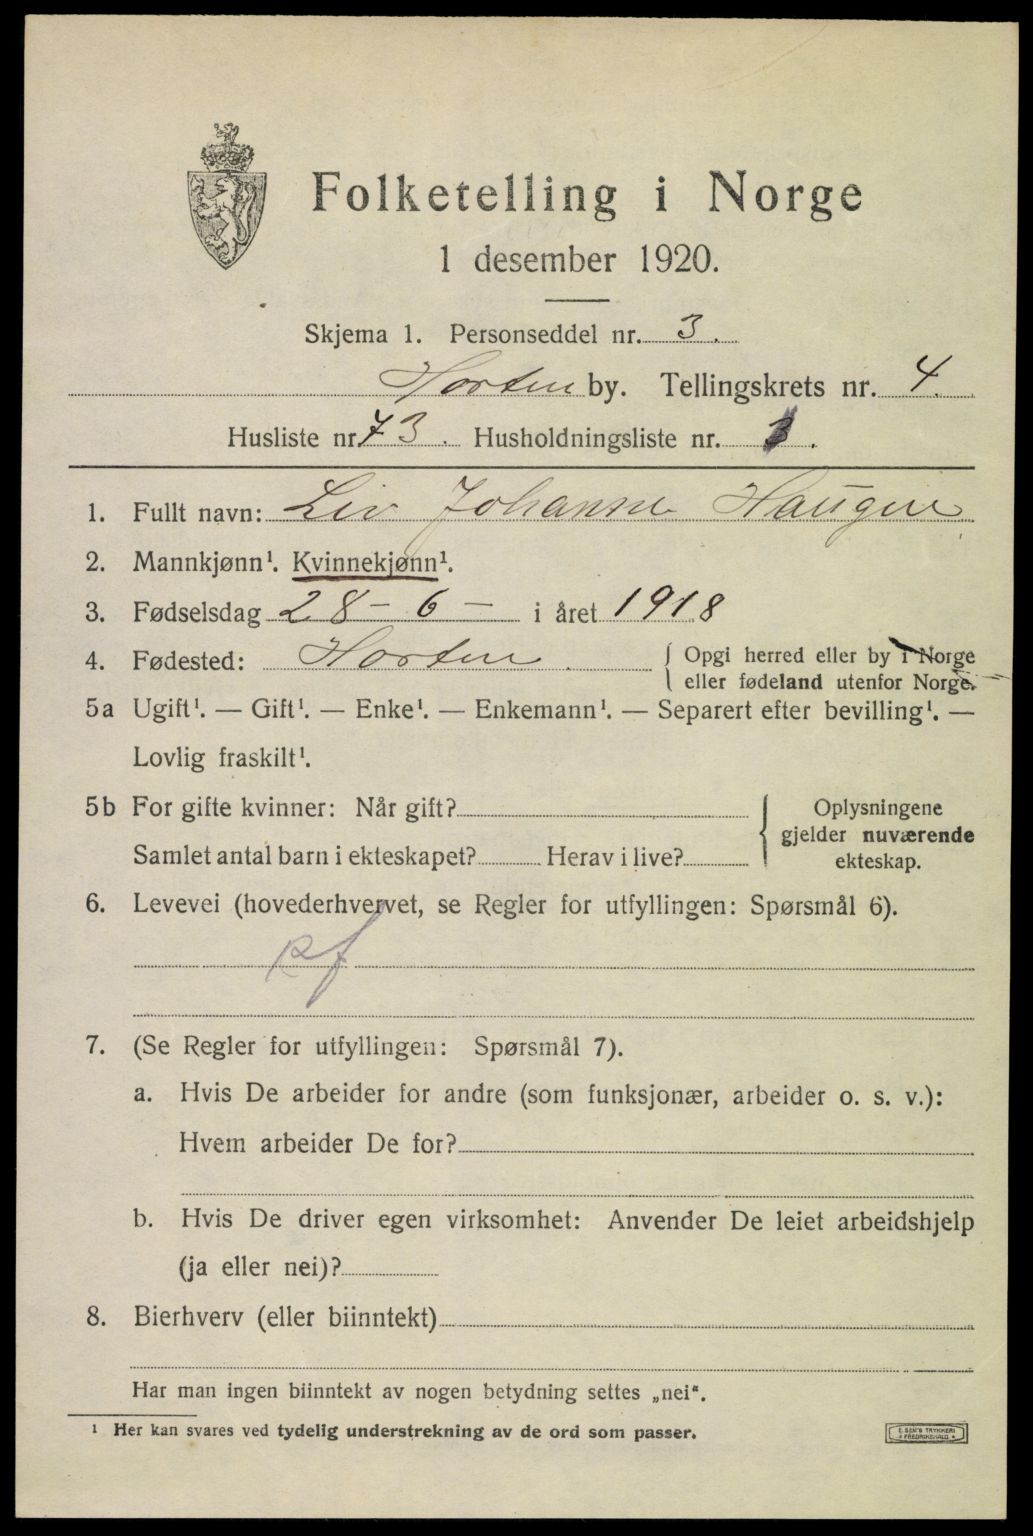 Folketelling i Norge
1 desember 1920.
Skjema 1. Personseddel nr. 3.
Horten by. Tellingskrets nr. 4.
Husliste nr. 73. Husholdningsliste nr. .
1. Fullt navn: Liv Johanne Haugen
2. Mannkjønn¹. Kvinnekjønn¹.
3. Fødselsdag 28 - 6 - i året 1918
4. Fødested: Horten. { Opgi herred eller by i Norge
eller fødeland utenfor Norge.
5a Ugift¹. — Gift¹. — Enke¹. — Enkemann¹. — Separert efter bevilling¹. —
Lovlig fraskilt¹.
5b For gifte kvinner: Når gift? { Oplysningene
gjelder nuværende
Samlet antal barn i ekteskapet? Herav i live?
ekteskap.
6. Levevei (hovederhvervet, se Regler for utfyllingen: Spørsmål 6).
pf
7. (Se Regler for utfyllingen: Spørsmål 7).
a. Hvis De arbeider for andre (som funksjonær, arbeider o. s. v.):
Hvem arbeider De for?
b. Hvis De driver egen virksomhet: Anvender De leiet arbeidshjelp
(ja eller nei)?
8. Bierhverv (eller biinntekt)
Har man ingen biinntekt av nogen betydning settes „nei".
¹ Her kan svares ved tydelig understrekning av de ord som passer.
E. SEM'S TRYKKERI
FREDRIKSHALD